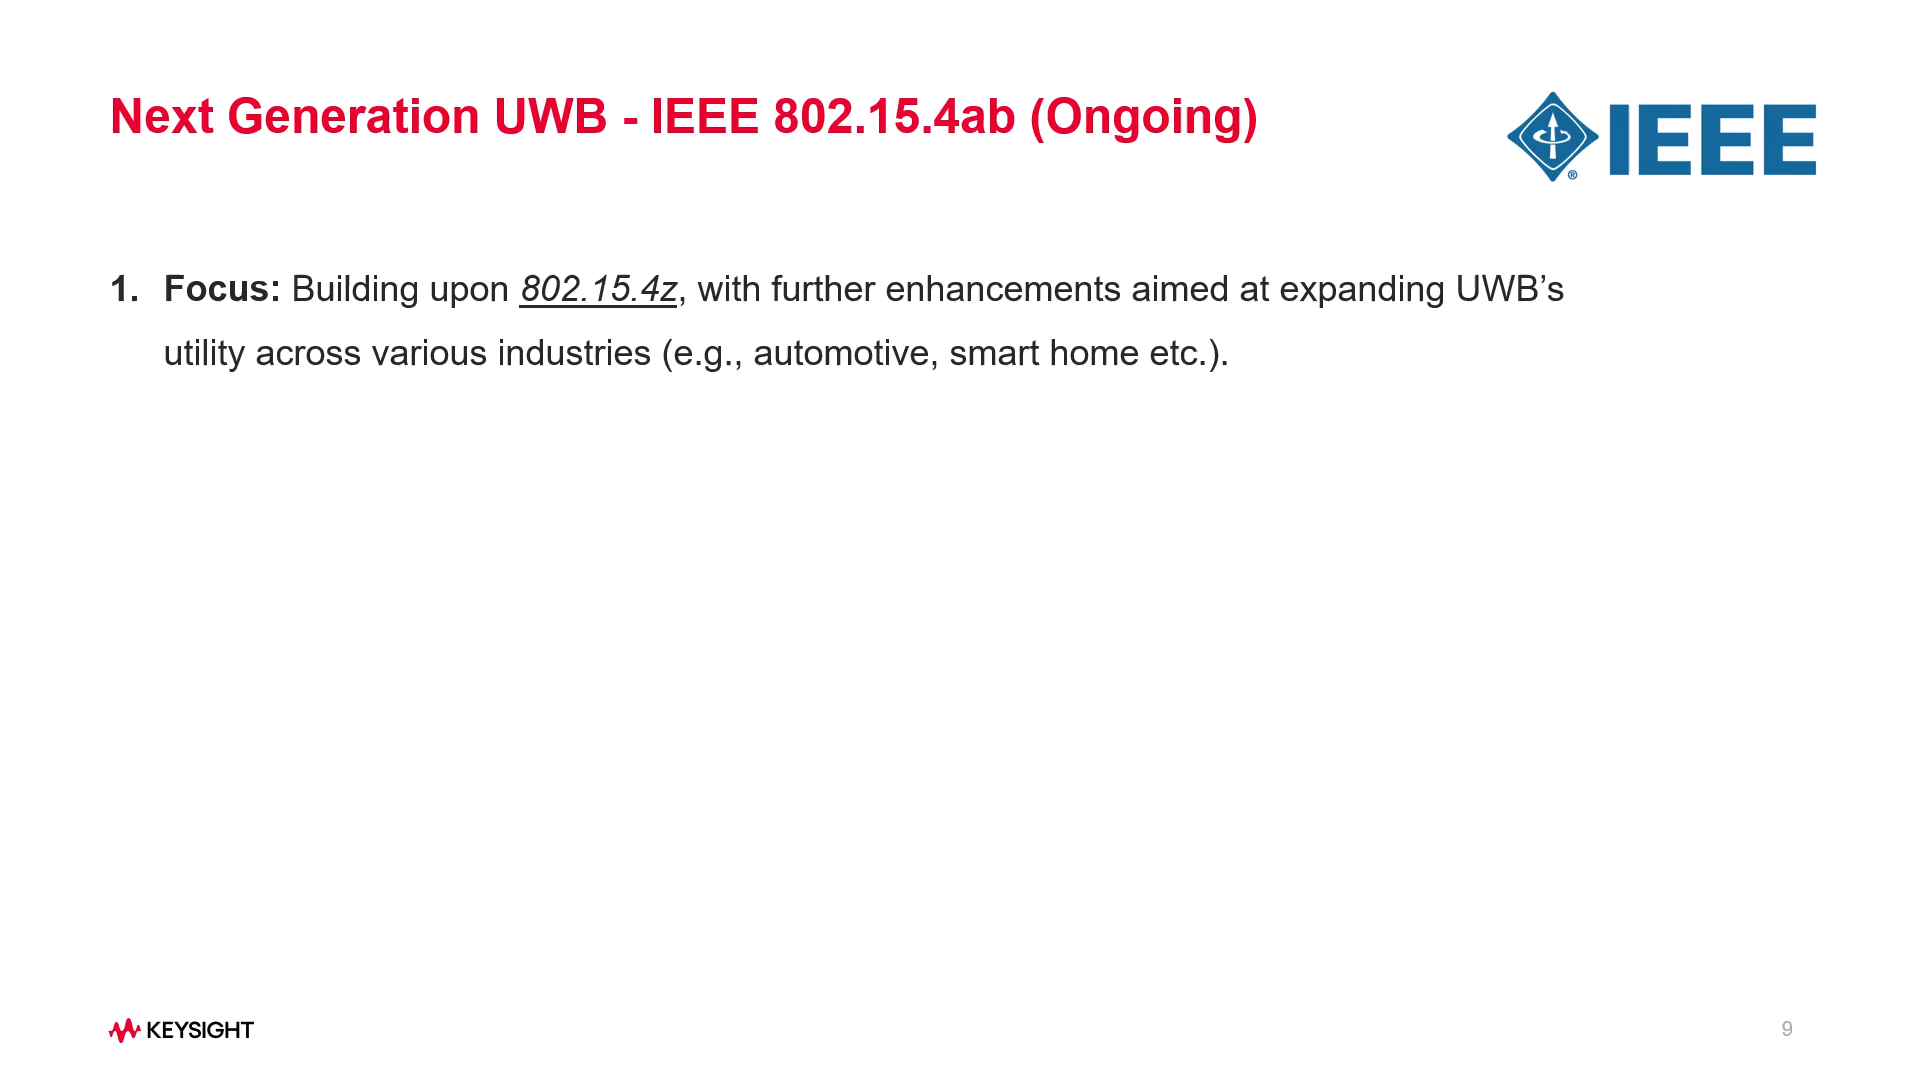 Next Generation UWB - IEEE 802.15.4ab (Ongoing)
® IEEE
1. Focus: Building upon 802.15.4z, with further enhancements aimed at expanding UWB’s
utility across various industries (e.g., automotive, smart home etc.).
KEYSIGHT
9